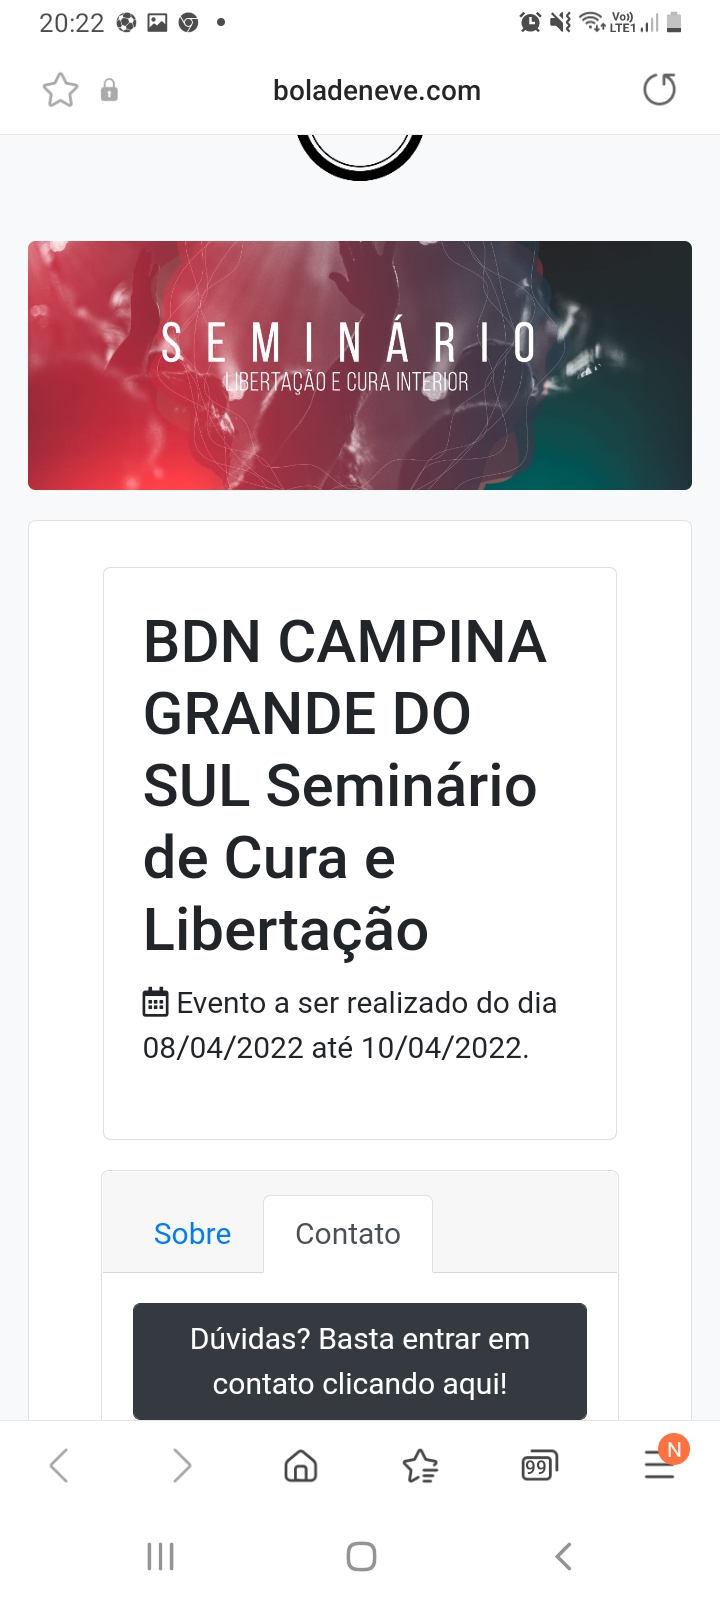 20:22
Vo))
LTE1
boladeneve.com
SEMINÁRIO
LIBERTAÇÃO E CURA INTERIOR
BDN CAMPINA
GRANDE DO
SUL Seminário
de Cura e
Libertação
Evento a ser realizado do dia
08/04/2022 até 10/04/2022.
Sobre
Contato
Dúvidas? Basta entrar em
contato clicando aqui!
99
N